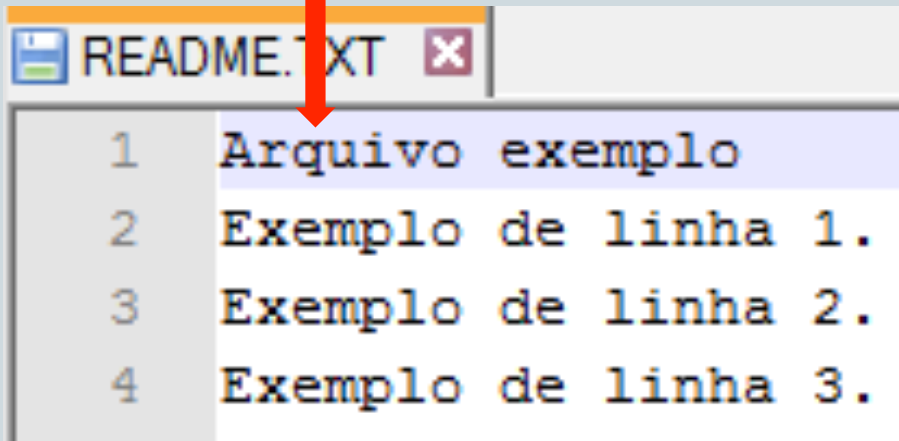 README.TXT
1 Arquivo exemplo
2 Exemplo de linha 1.
3 Exemplo de linha 2.
4 Exemplo de linha 3.